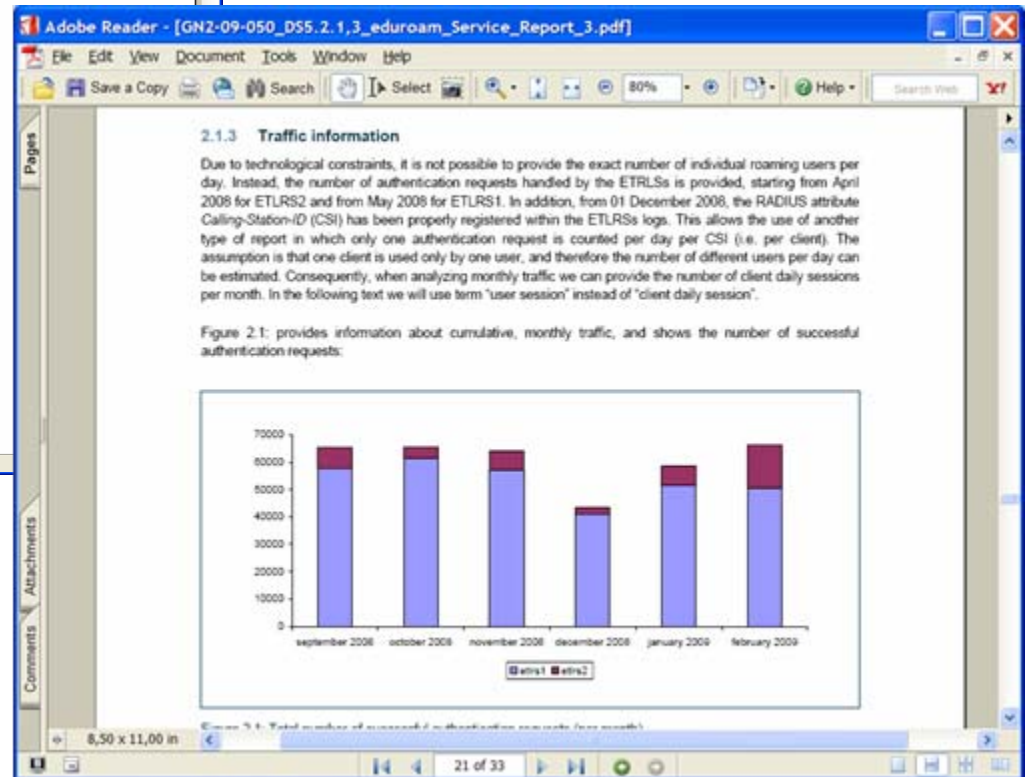 Adobe Reader - [GN2-09-050_DS5.2.1,3_eduroam_Service_Report_3.pdf]
File Edit View Document Tools Window Help
Save a Copy Search Select 80% Help Search Web Y!
Pages
Attachments
Comments
2.1.3 Traffic information
Due to technological constraints, it is not possible to provide the exact number of individual roaming users per
day. Instead, the number of authentication requests handled by the ETRLSs is provided, starting from April
2008 for ETLRS2 and from May 2008 for ETLRS1. In addition, from 01 December 2008, the RADIUS attribute
Calling-Station-ID (CSI) has been properly registered within the ETLRSs logs. This allows the use of another
type of report in which only one authentication request is counted per day per CSI (i.e. per client). The
assumption is that one client is used only by one user, and therefore the number of different users per day can
be estimated. Consequently, when analyzing monthly traffic we can provide the number of client daily sessions
per month. In the following text we will use term “user session” instead of “client daily session”.
Figure 2.1: provides information about cumulative, monthly traffic, and shows the number of successful
authentication requests:
70000
60000
50000
40000
30000
20000
10000
0
september 2008 october 2008 november 2008 december 2008 january 2009 february 2009
etlrs1 etlrs2
Figure 2.1: Total number of successful authentication requests (per month)
8,50 x 11,00 in
21 of 33